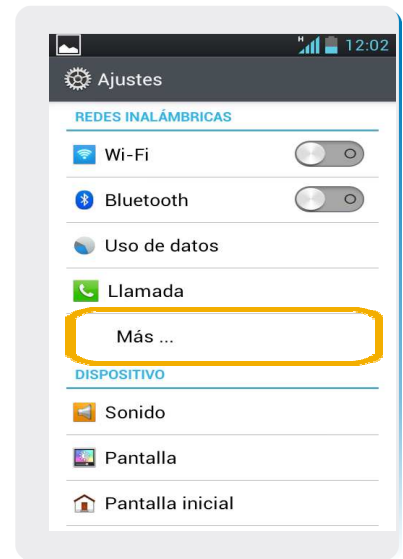 H 12:02
Ajustes
REDES INALÁMBRICAS
Wi-Fi
Bluetooth
Uso de datos
Llamada
Más ...
DISPOSITIVO
Sonido
Pantalla
Pantalla inicial